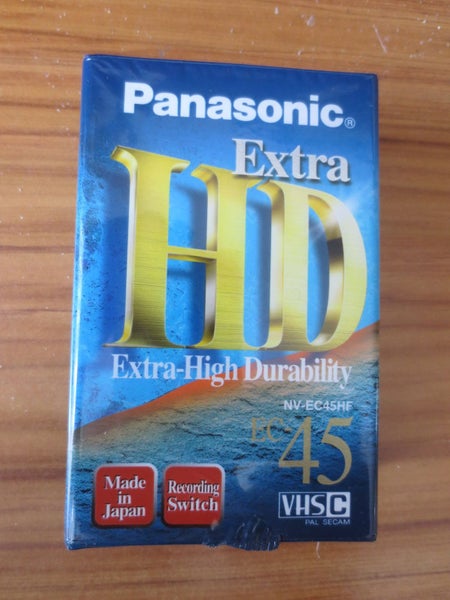 Panasonic®
Extra
HD
Extra-High Durability
NV-EC45HF
EC-45
Made
in
Japan
Recording
Switch
VHS C
PAL SECAM